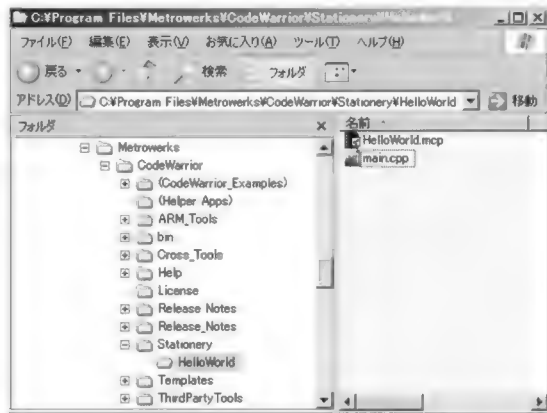 C:¥Program Files¥Metrowerks¥CodeWarrior¥Stationery¥HelloWorld
ファイル(F) 編集(E) 表示(V) お気に入り(A) ツール(T) ヘルプ(H)
戻る 検索 フォルダ
アドレス(D) C:¥Program Files¥Metrowerks¥CodeWarrior¥Stationery¥HelloWorld 移動
フォルダ × 名前
Metrowerks
CodeWarrior
(CodeWarrior_Examples)
(Helper Apps)
ARM_Tools
bin
Cross_Tools
Help
License
Release Notes
Release_Notes
Stationery
HelloWorld
Templates
ThirdPartyTools
HelloWorld.mcp
main.cpp